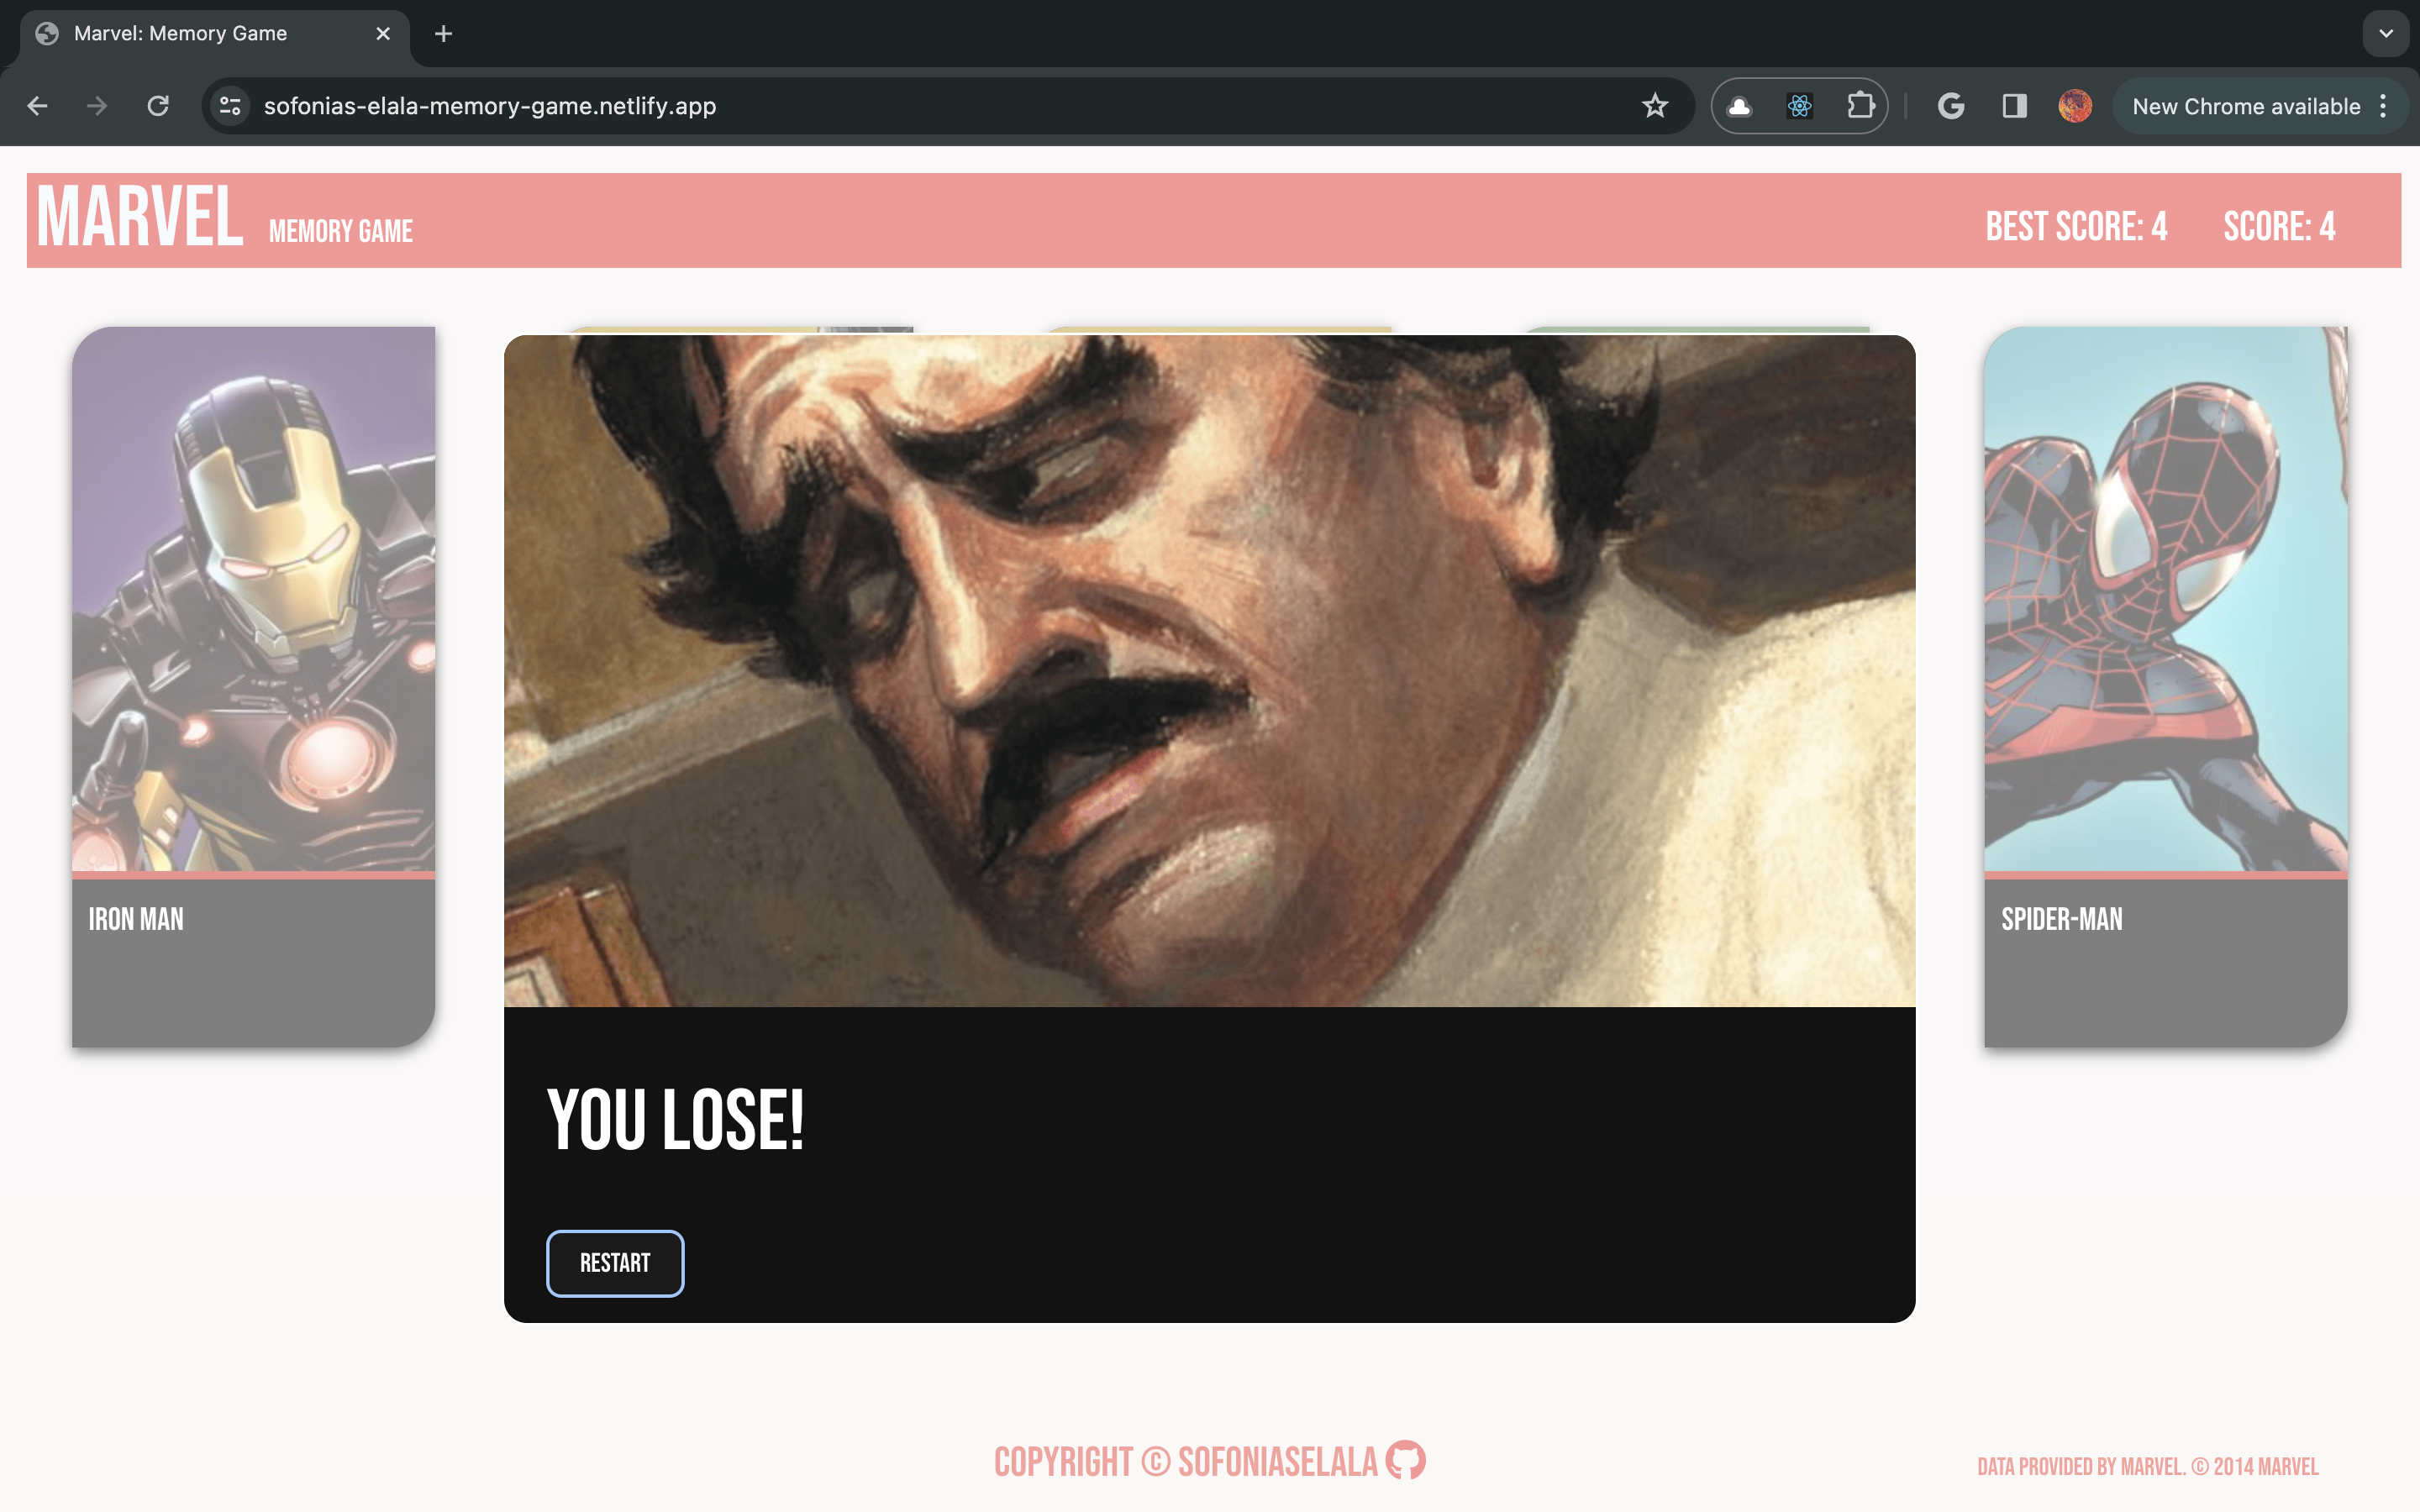 Marvel: Memory Game
sofonias-elala-memory-game.netlify.app
New Chrome available
MARVEL MEMORY GAME
BEST SCORE: 4 SCORE: 4
IRON MAN
SPIDER-MAN
YOU LOSE!
RESTART
COPYRIGHT © SOFONIASELALA
DATA PROVIDED BY MARVEL. © 2014 MARVEL